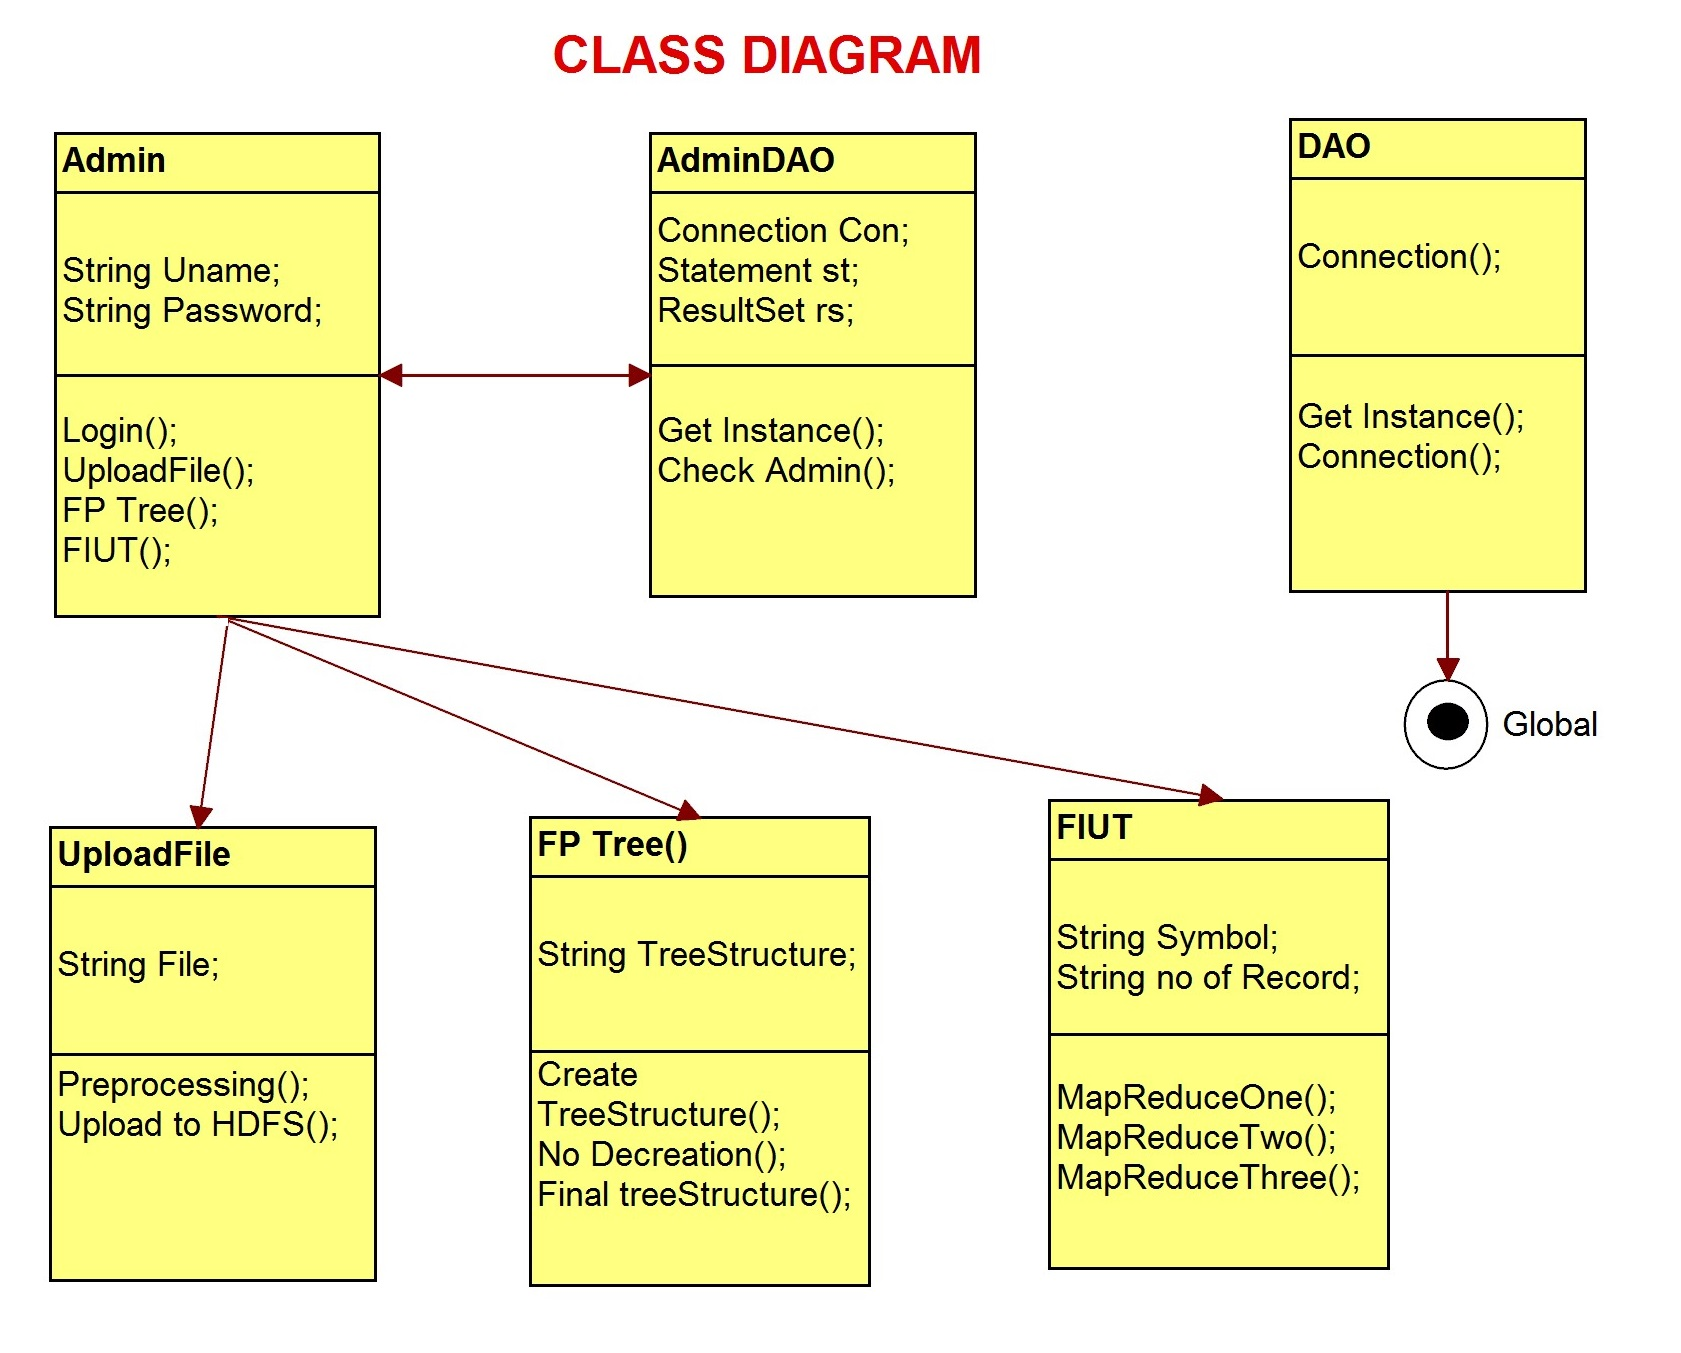 CLASS DIAGRAM
Admin
String Uname;
String Password;
Login();
UploadFile();
FP Tree();
FIUT();
AdminDAO
Connection Con;
Statement st;
ResultSet rs;
Get Instance();
Check Admin();
DAO
Connection();
Get Instance();
Connection();
Global
UploadFile
String File;
Preprocessing();
Upload to HDFS();
FP Tree()
String TreeStructure;
Create
TreeStructure();
No Decreation();
Final treeStructure();
FIUT
String Symbol;
String no of Record;
MapReduceOne();
MapReduceTwo();
MapReduceThree();